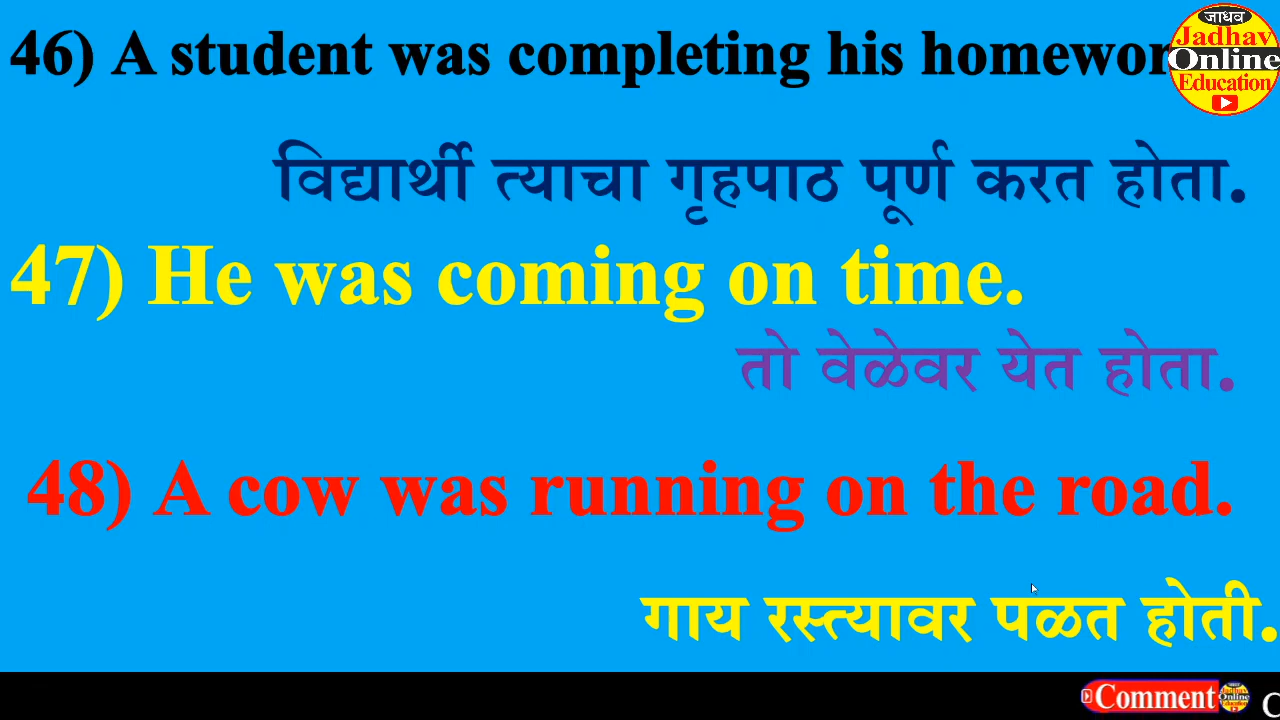 46) A student was completing his homewor
जाधव
Jadhav
Online
Education
विद्यार्थी त्याचा गृहपाठ पूर्ण करत होता.
47) He was coming on time.
तो वेळेवर येत होता.
48) A cow was running on the road.
गाय रस्त्यावर पळत होती.
Comment